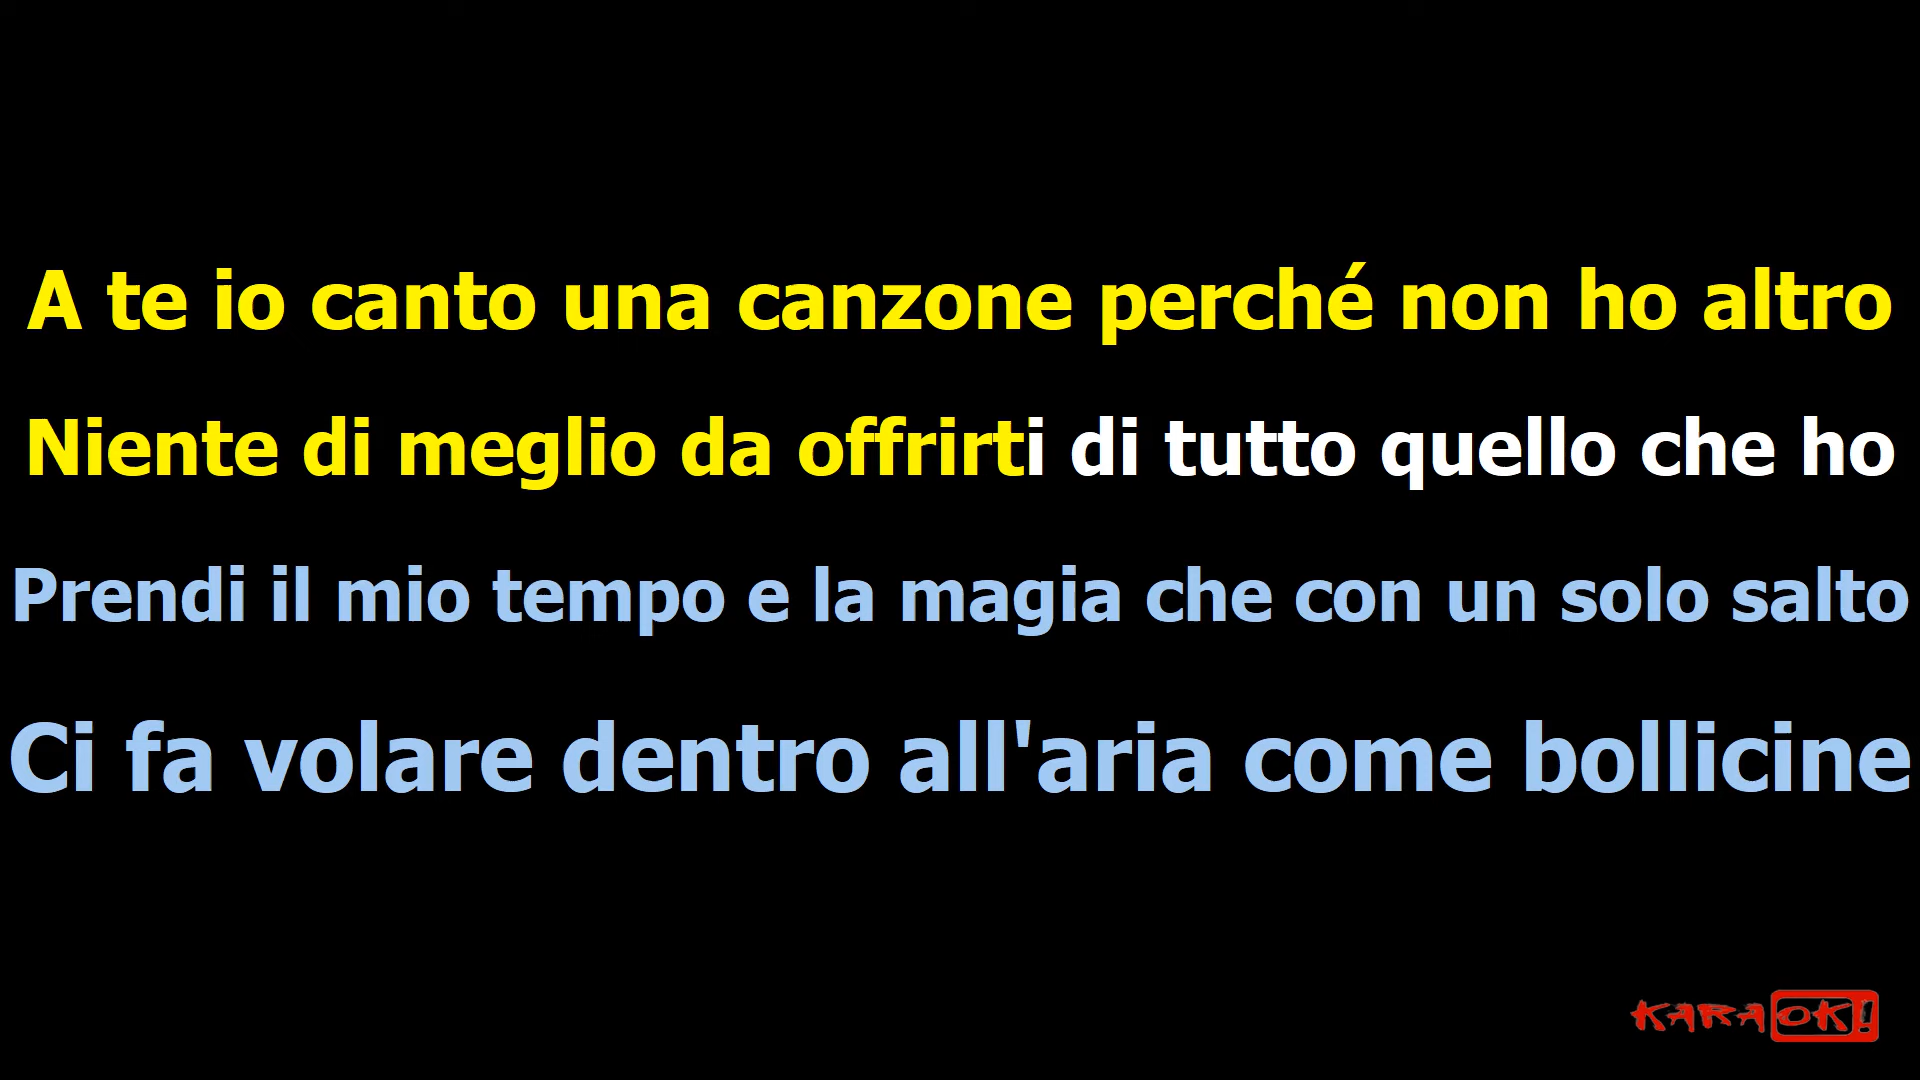 A te io canto una canzone perché non ho altro
Niente di meglio da offrirti di tutto quello che ho
Prendi il mio tempo e la magia che con un solo salto
Ci fa volare dentro all'aria come bollicine
KARAOK!